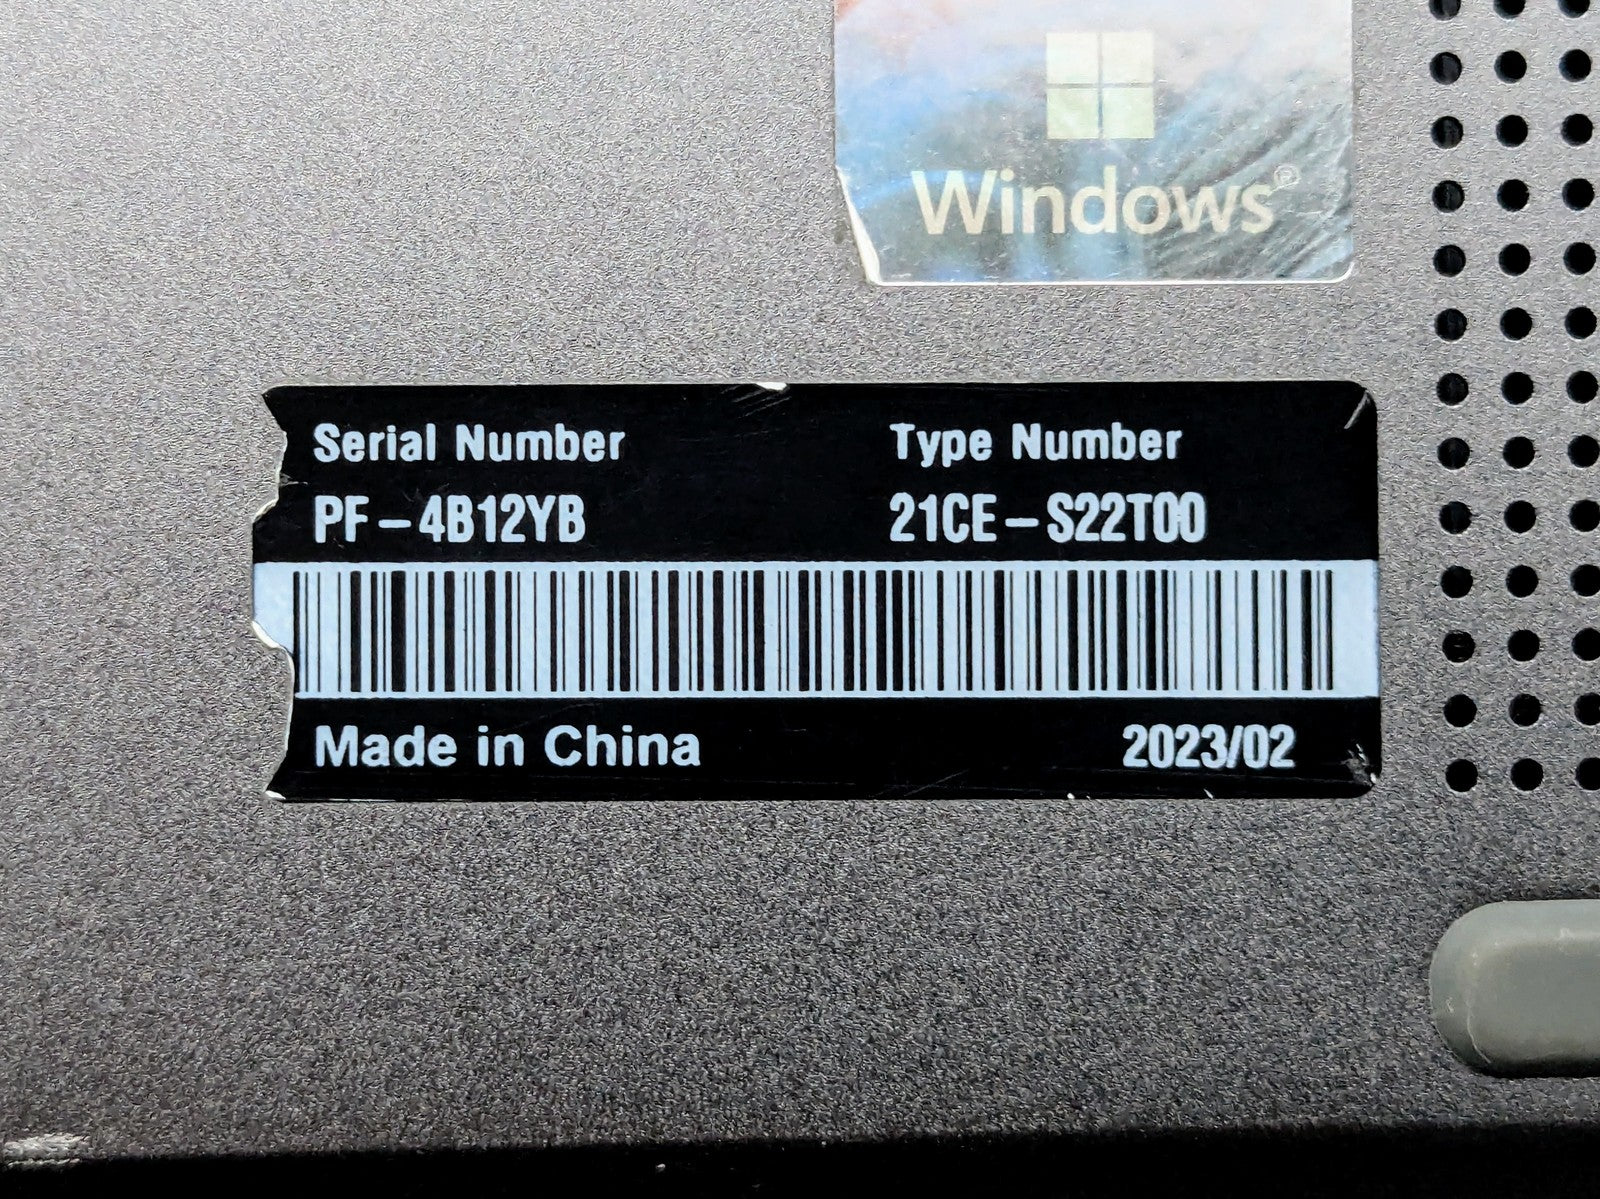 Windows®
Serial Number Type Number
PF-4B12YB 21CE-S22T00
Made in China 2023/02